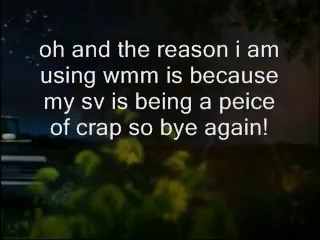 oh and the reason i am
using wmm is because
my sv is being a peice
of crap so bye again!